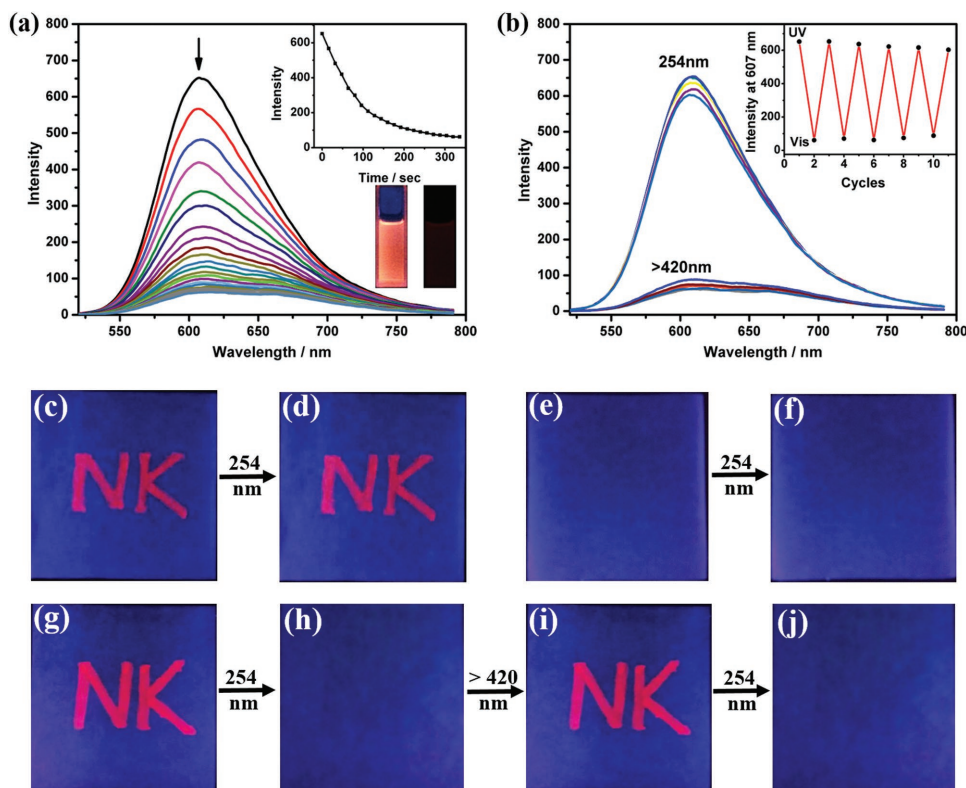 (a)
800
700
600
500
400
300
200
100
0
Intensity
550 600 650 700 750 800
Wavelength / nm
600
400
200
0
Intensity
0 100 200 300
Time / sec
(b)
800
700
600
500
400
300
200
100
0
Intensity
550 600 650 700 750 800
Wavelength / nm
254nm
>420nm
Intensity at 607 nm
600
400
200
0
UV
Vis
0 2 4 6 8 10
Cycles
(c)
NK
254
nm
(d)
NK
(e)
254
nm
(f)
(g)
NK
254
nm
(h)
> 420
nm
(i)
NK
254
nm
(j)